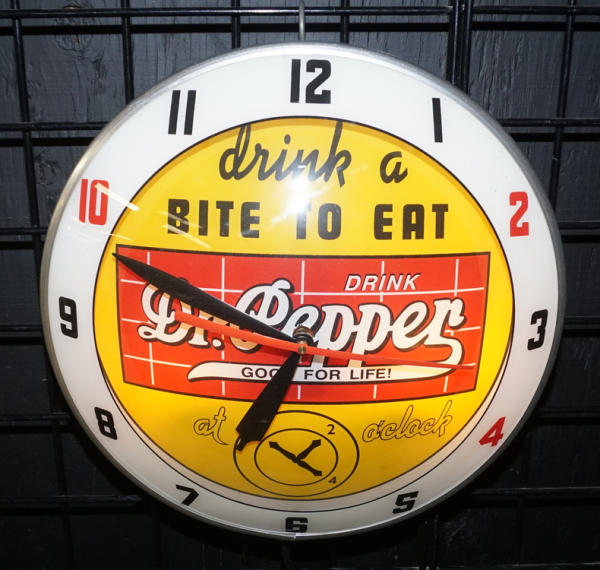 12
11
1
drink a
10
2
BITE TO EAT
DRINK
Dr. Pepper
9
3
GOOD FOR LIFE!
8
at
o'clock
4
2
4
7
5
6